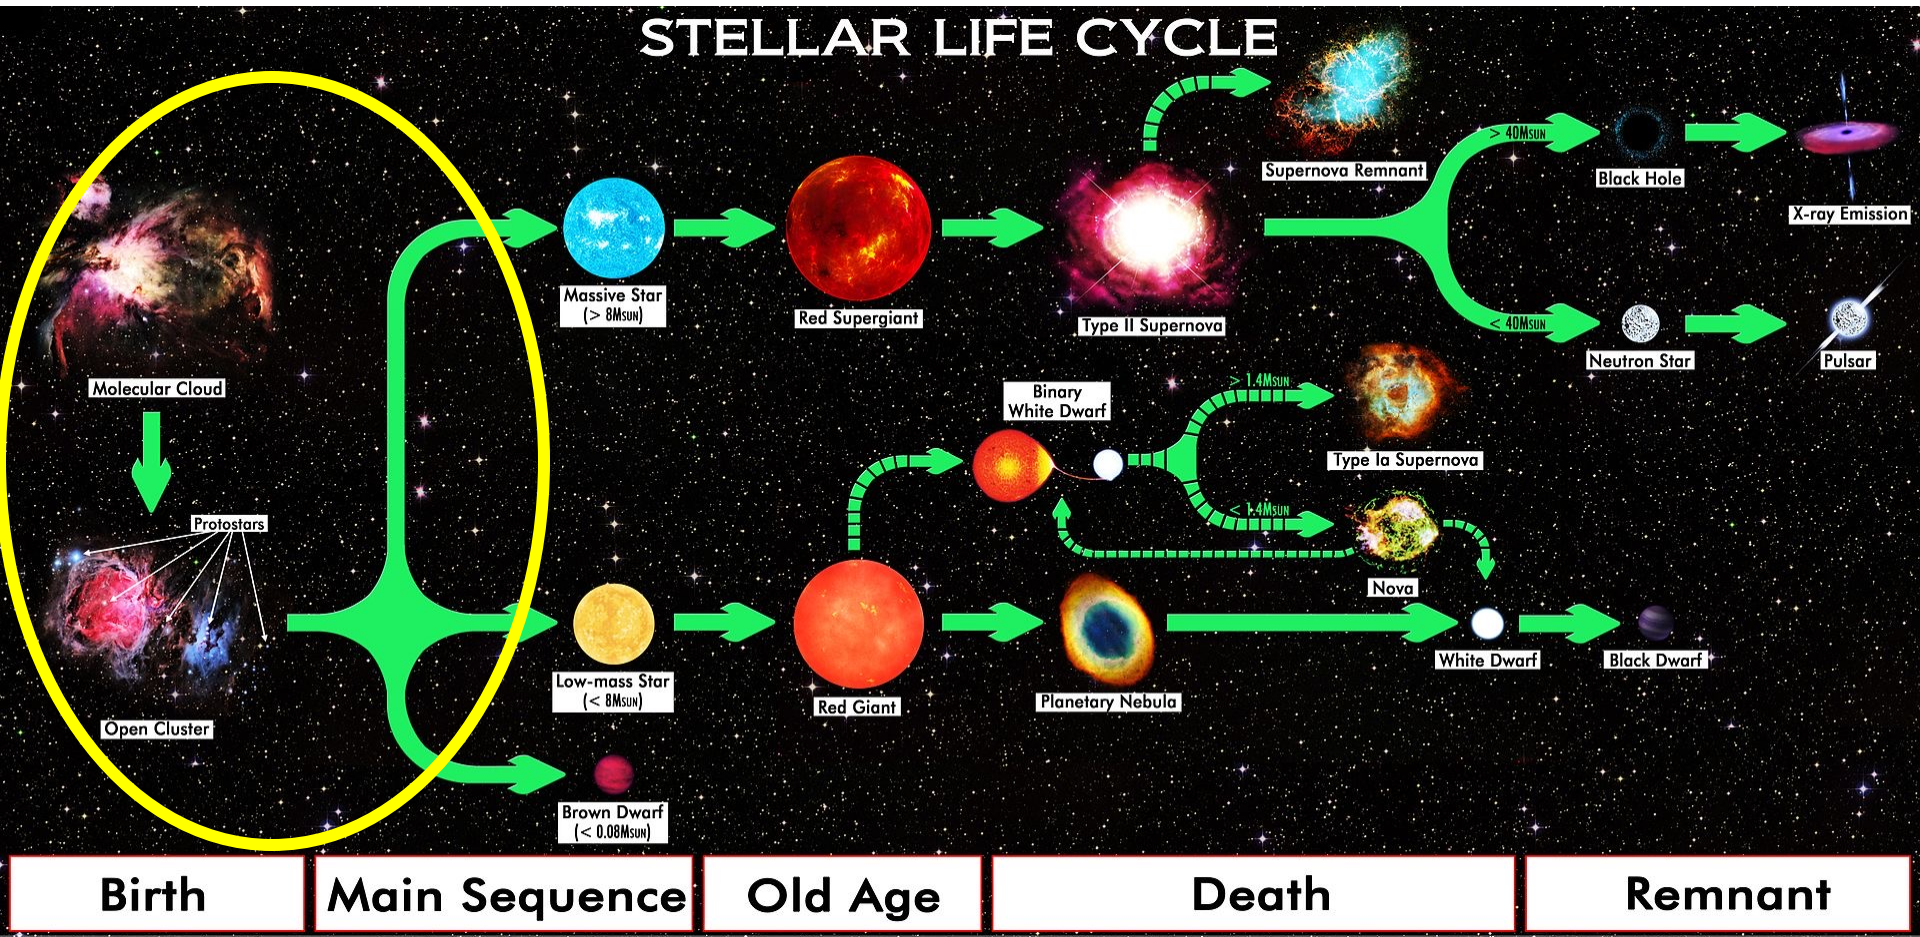 STELLAR LIFE CYCLE
Supernova Remnant
> 40MSUN
Black Hole
X-ray Emission
Massive Star
(> 8MSUN)
Red Supergiant
Type II Supernova
< 40MSUN
Neutron Star
Pulsar
Molecular Cloud
Binary
White Dwarf
> 1.4MSUN
Type Ia Supernova
< 1.4MSUN
Nova
Protostars
Open Cluster
Low-mass Star
(< 8MSUN)
Red Giant
Planetary Nebula
White Dwarf
Black Dwarf
Brown Dwarf
(< 0.08MSUN)
Birth
Main Sequence
Old Age
Death
Remnant